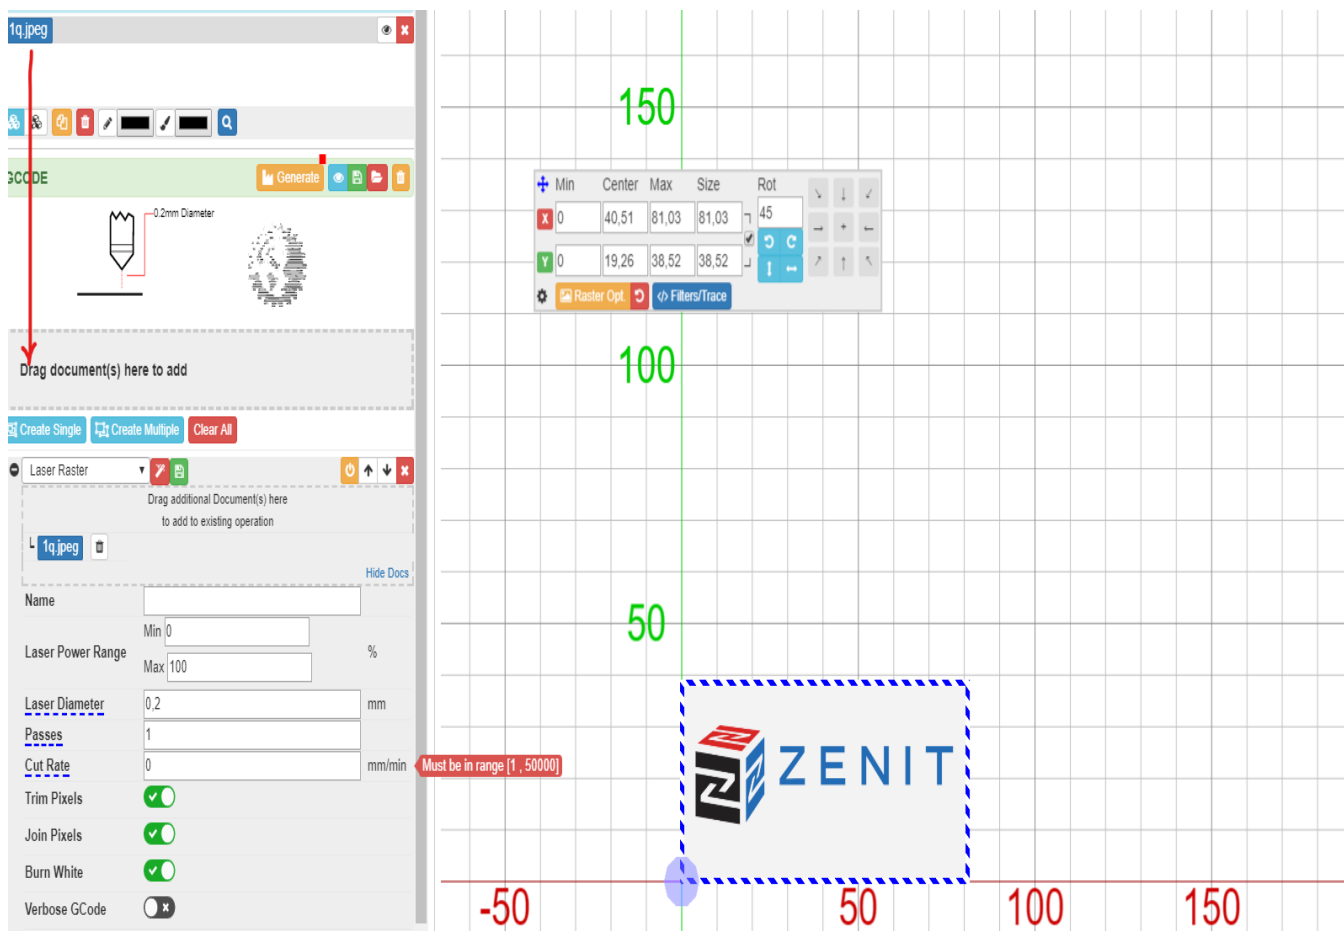 1q.jpeg
GCODE
Generate
0.2mm Diameter
Drag document(s) here to add
Create Single Create Multiple Clear All
Laser Raster
Drag additional Document(s) here
to add to existing operation
1q.jpeg
Hide Docs
Name
Laser Power Range Min 0 %
Max 100
Laser Diameter 0,2 mm
Passes 1
Cut Rate 0 mm/min Must be in range [1 , 50000]
Trim Pixels
Join Pixels
Burn White
Verbose GCode
150
Min Center Max Size Rot
X 0 40,51 81,03 81,03 45
Y 0 19,26 38,52 38,52
Raster Opt. Filters/Trace
100
50
ZENIT
-50 50 100 150